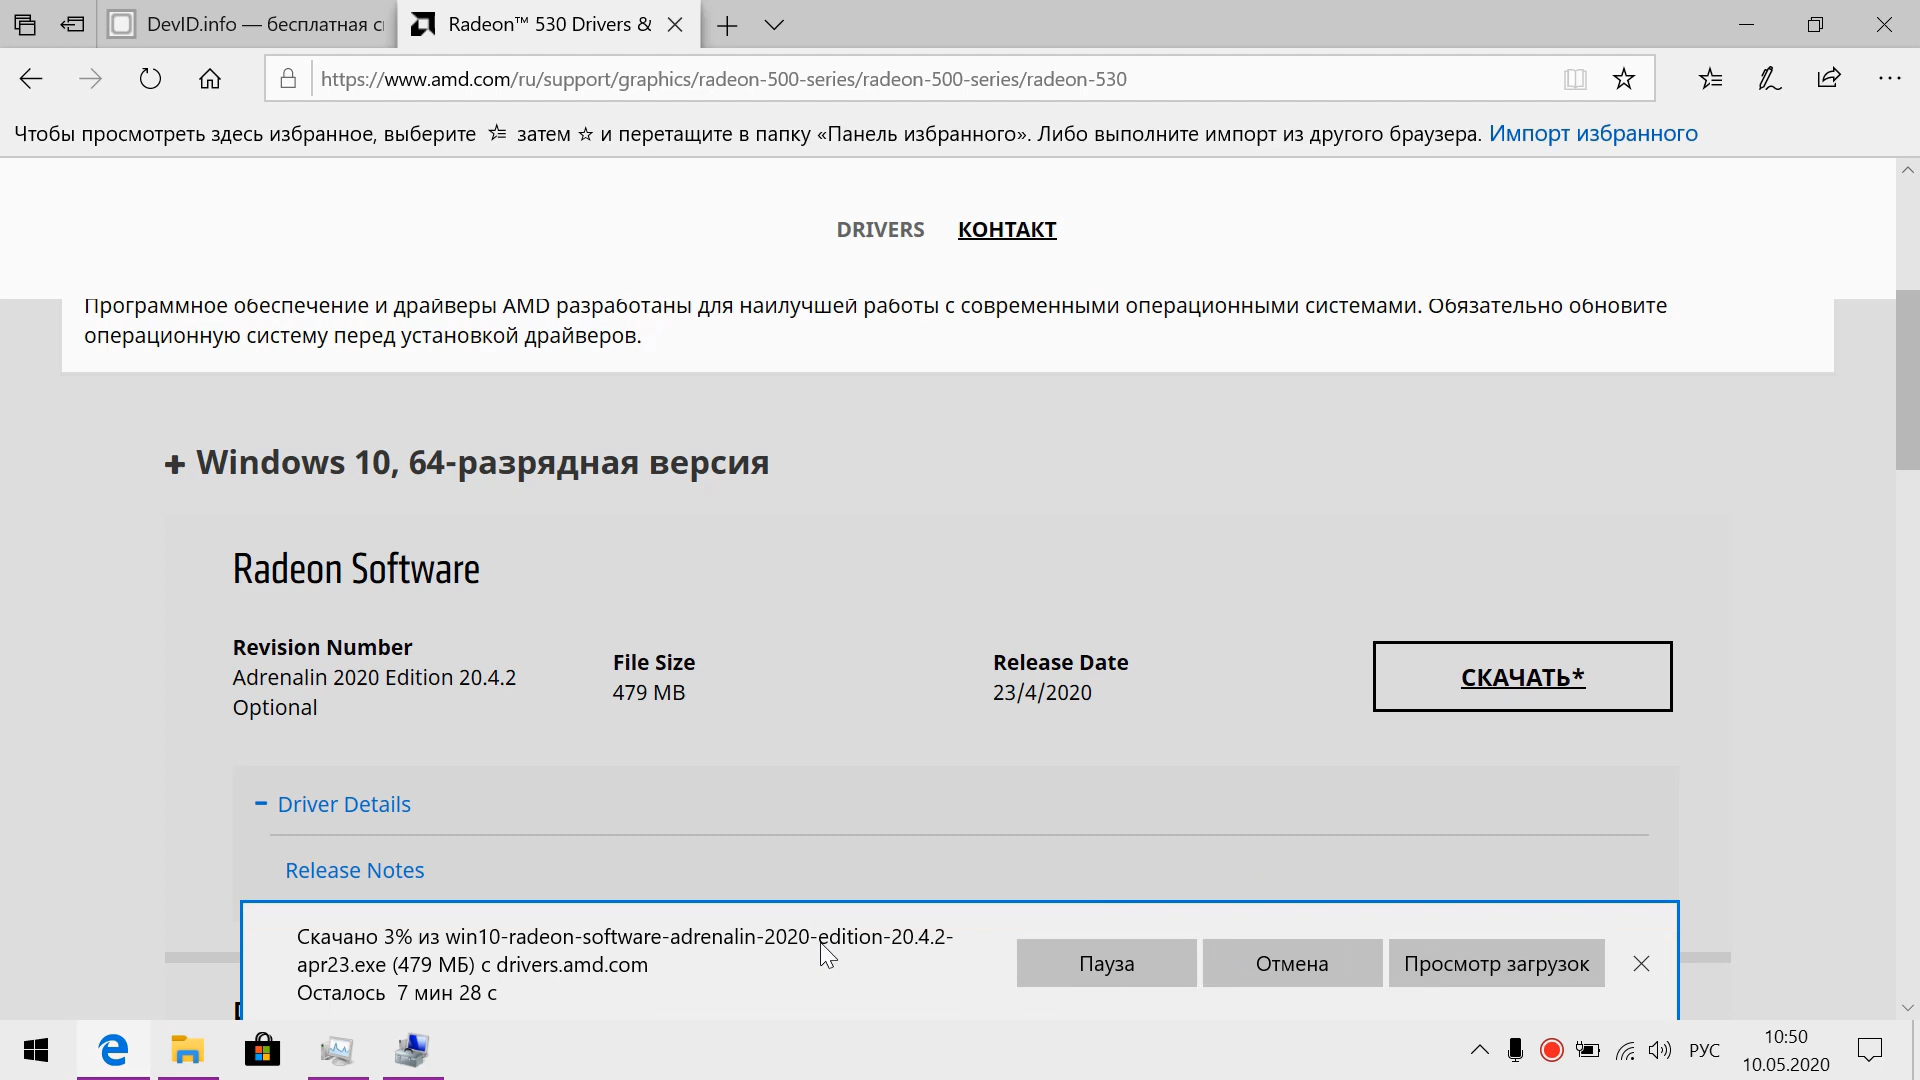 DevID.info — бесплатная с
Radeon™ 530 Drivers &
https://www.amd.com/ru/support/graphics/radeon-500-series/radeon-500-series/radeon-530
Чтобы просмотреть здесь избранное, выберите затем и перетащите в папку «Панель избранного». Либо выполните импорт из другого браузера. Импорт избранного
DRIVERS КОНТАКТ
Программное обеспечение и драйверы AMD разработаны для наилучшей работы с современными операционными системами. Обязательно обновите
операционную систему перед установкой драйверов.
+ Windows 10, 64-разрядная версия
Radeon Software
Revision Number
Adrenalin 2020 Edition 20.4.2
Optional
File Size
479 MB
Release Date
23/4/2020
СКАЧАТЬ*
− Driver Details
Release Notes
Скачано 3% из win10-radeon-software-adrenalin-2020-edition-20.4.2-
apr23.exe (479 МБ) с drivers.amd.com
Осталось 7 мин 28 с
Пауза
Отмена
Просмотр загрузок
РУС
10:50
10.05.2020